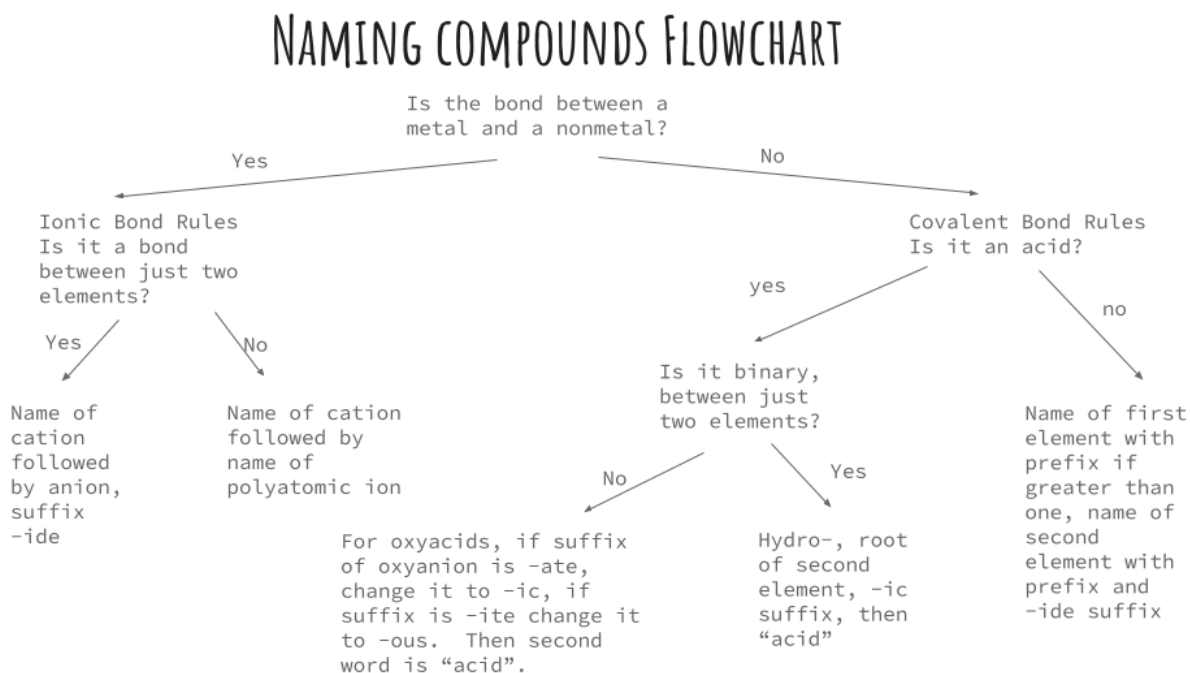 NAMING COMPOUNDS FLOWCHART
Is the bond between a
metal and a nonmetal?
Yes
No
Ionic Bond Rules
Is it a bond
between just two
elements?
Covalent Bond Rules
Is it an acid?
Yes
No
yes
no
Name of
cation
followed
by anion,
suffix
-ide
Name of cation
followed by
name of
polyatomic ion
Is it binary,
between just
two elements?
No
Yes
For oxyacids, if suffix
of oxyanion is -ate,
change it to -ic, if
suffix is -ite change it
to -ous.  Then second
word is “acid”.
Hydro-, root
of second
element, -ic
suffix, then
“acid”
Name of first
element with
prefix if
greater than
one, name of
second
element with
prefix and
-ide suffix